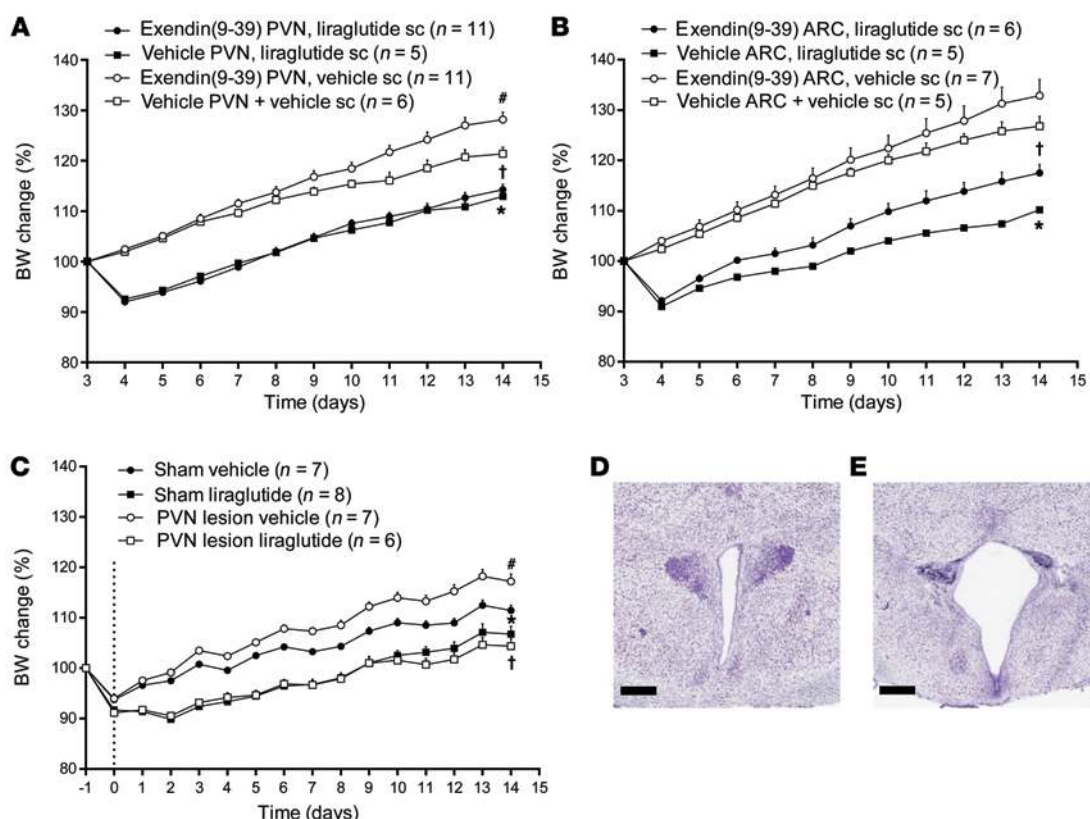 A
Exendin(9-39) PVN, liraglutide sc (n = 11)
Vehicle PVN, liraglutide sc (n = 5)
Exendin(9-39) PVN, vehicle sc (n = 11)
Vehicle PVN + vehicle sc (n = 6)
140
130
120
110
100
90
80
BW change (%)
#
†
*
3 4 5 6 7 8 9 10 11 12 13 14 15
Time (days)
B
Exendin(9-39) ARC, liraglutide sc (n = 6)
Vehicle ARC, liraglutide sc (n = 5)
Exendin(9-39) ARC, vehicle sc (n = 7)
Vehicle ARC + vehicle sc (n = 5)
140
130
120
110
100
90
80
BW change (%)
†
*
3 4 5 6 7 8 9 10 11 12 13 14 15
Time (days)
C
Sham vehicle (n = 7)
Sham liraglutide (n = 8)
PVN lesion vehicle (n = 7)
PVN lesion liraglutide (n = 6)
140
130
120
110
100
90
80
BW change (%)
#
*
†
-1 0 1 2 3 4 5 6 7 8 9 10 11 12 13 14 15
Time (days)
D
E